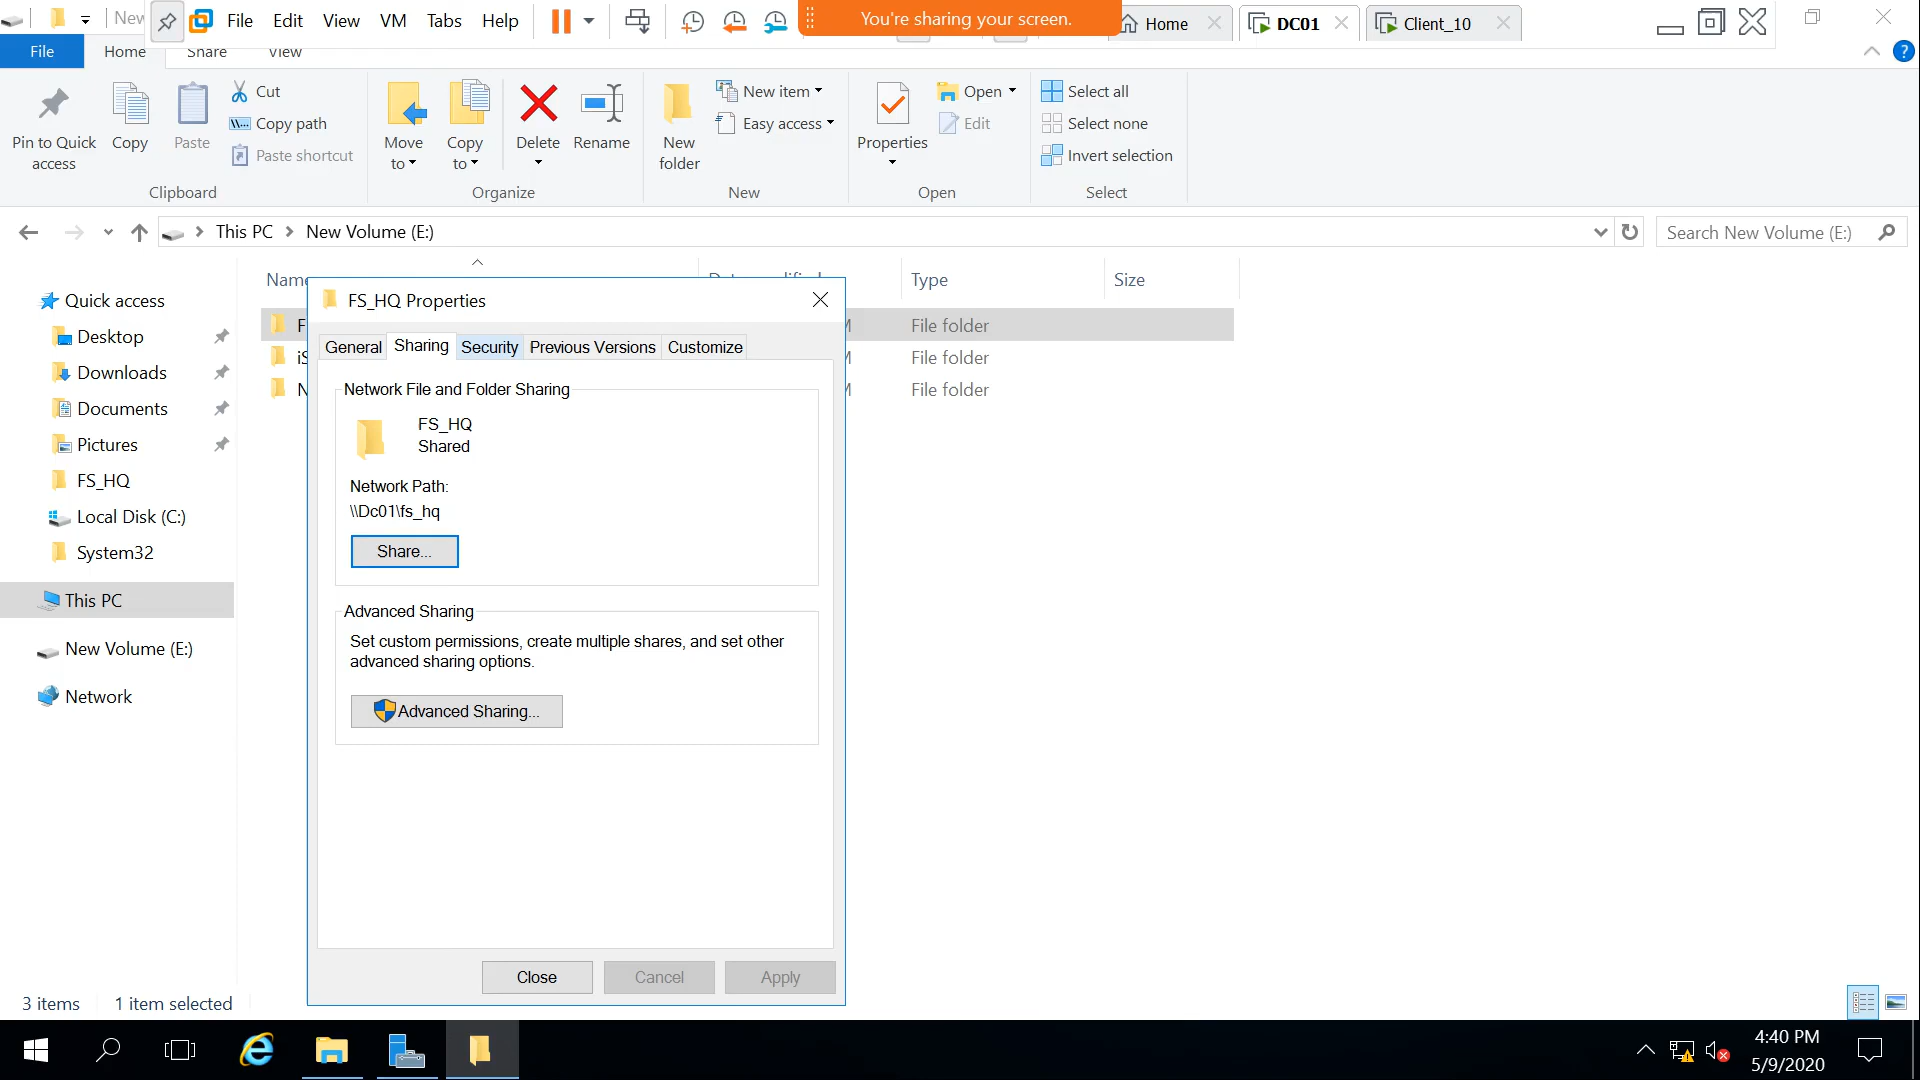 New
File Edit View VM Tabs Help
You're sharing your screen.
Home
DC01
Client_10
File Home Share View
Pin to Quick access
Copy
Paste
Cut
Copy path
Paste shortcut
Clipboard
Move to
Copy to
Delete
Rename
Organize
New folder
New item
Easy access
New
Properties
Open
Edit
Open
Select all
Select none
Invert selection
Select
This PC
New Volume (E:)
Search New Volume (E:)
Quick access
Desktop
Downloads
Documents
Pictures
FS_HQ
Local Disk (C:)
System32
This PC
New Volume (E:)
Network
Type
Size
File folder
File folder
File folder
FS_HQ Properties
General Sharing Security Previous Versions Customize
Network File and Folder Sharing
FS_HQ
Shared
Network Path:
\\Dc01\fs_hq
Share...
Advanced Sharing
Set custom permissions, create multiple shares, and set other
advanced sharing options.
Advanced Sharing...
Close Cancel Apply
3 items 1 item selected
4:40 PM
5/9/2020